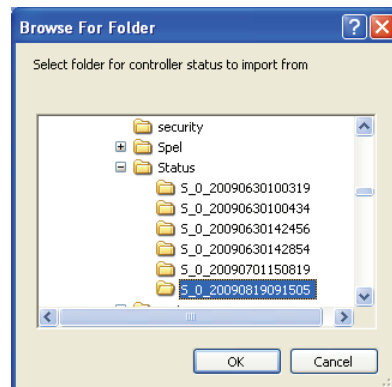 Browse For Folder
Select folder for controller status to import from
security
Spel
Status
S_0_20090630100319
S_0_20090630100434
S_0_20090630142456
S_0_20090630142854
S_0_20090701150819
S_0_20090819091505
OK Cancel